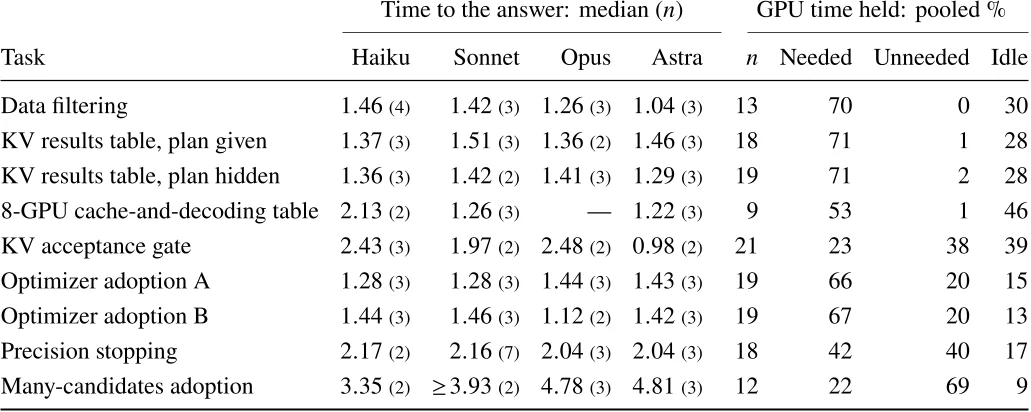 Time to the answer: median (n) GPU time held: pooled %
Task Haiku Sonnet Opus Astra n Needed Unneeded Idle
Data filtering 1.46 (4) 1.42 (3) 1.26 (3) 1.04 (3) 13 70 0 30
KV results table, plan given 1.37 (3) 1.51 (3) 1.36 (2) 1.46 (3) 18 71 1 28
KV results table, plan hidden 1.36 (3) 1.42 (2) 1.41 (3) 1.29 (3) 19 71 2 28
8-GPU cache-and-decoding table 2.13 (2) 1.26 (3) — 1.22 (3) 9 53 1 46
KV acceptance gate 2.43 (3) 1.97 (2) 2.48 (2) 0.98 (2) 21 23 38 39
Optimizer adoption A 1.28 (3) 1.28 (3) 1.44 (3) 1.43 (3) 19 66 20 15
Optimizer adoption B 1.44 (3) 1.46 (3) 1.12 (2) 1.42 (3) 19 67 20 13
Precision stopping 2.17 (2) 2.16 (7) 2.04 (3) 2.04 (3) 18 42 40 17
Many-candidates adoption 3.35 (2) ≥3.93 (2) 4.78 (3) 4.81 (3) 12 22 69 9